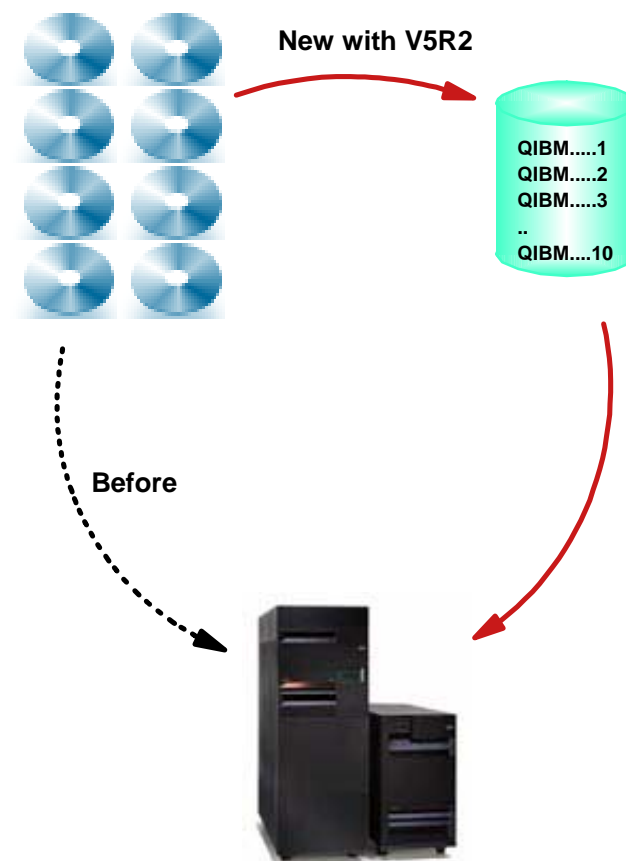 New with V5R2
QIBM.....1
QIBM.....2
QIBM.....3
..
QIBM....10
Before